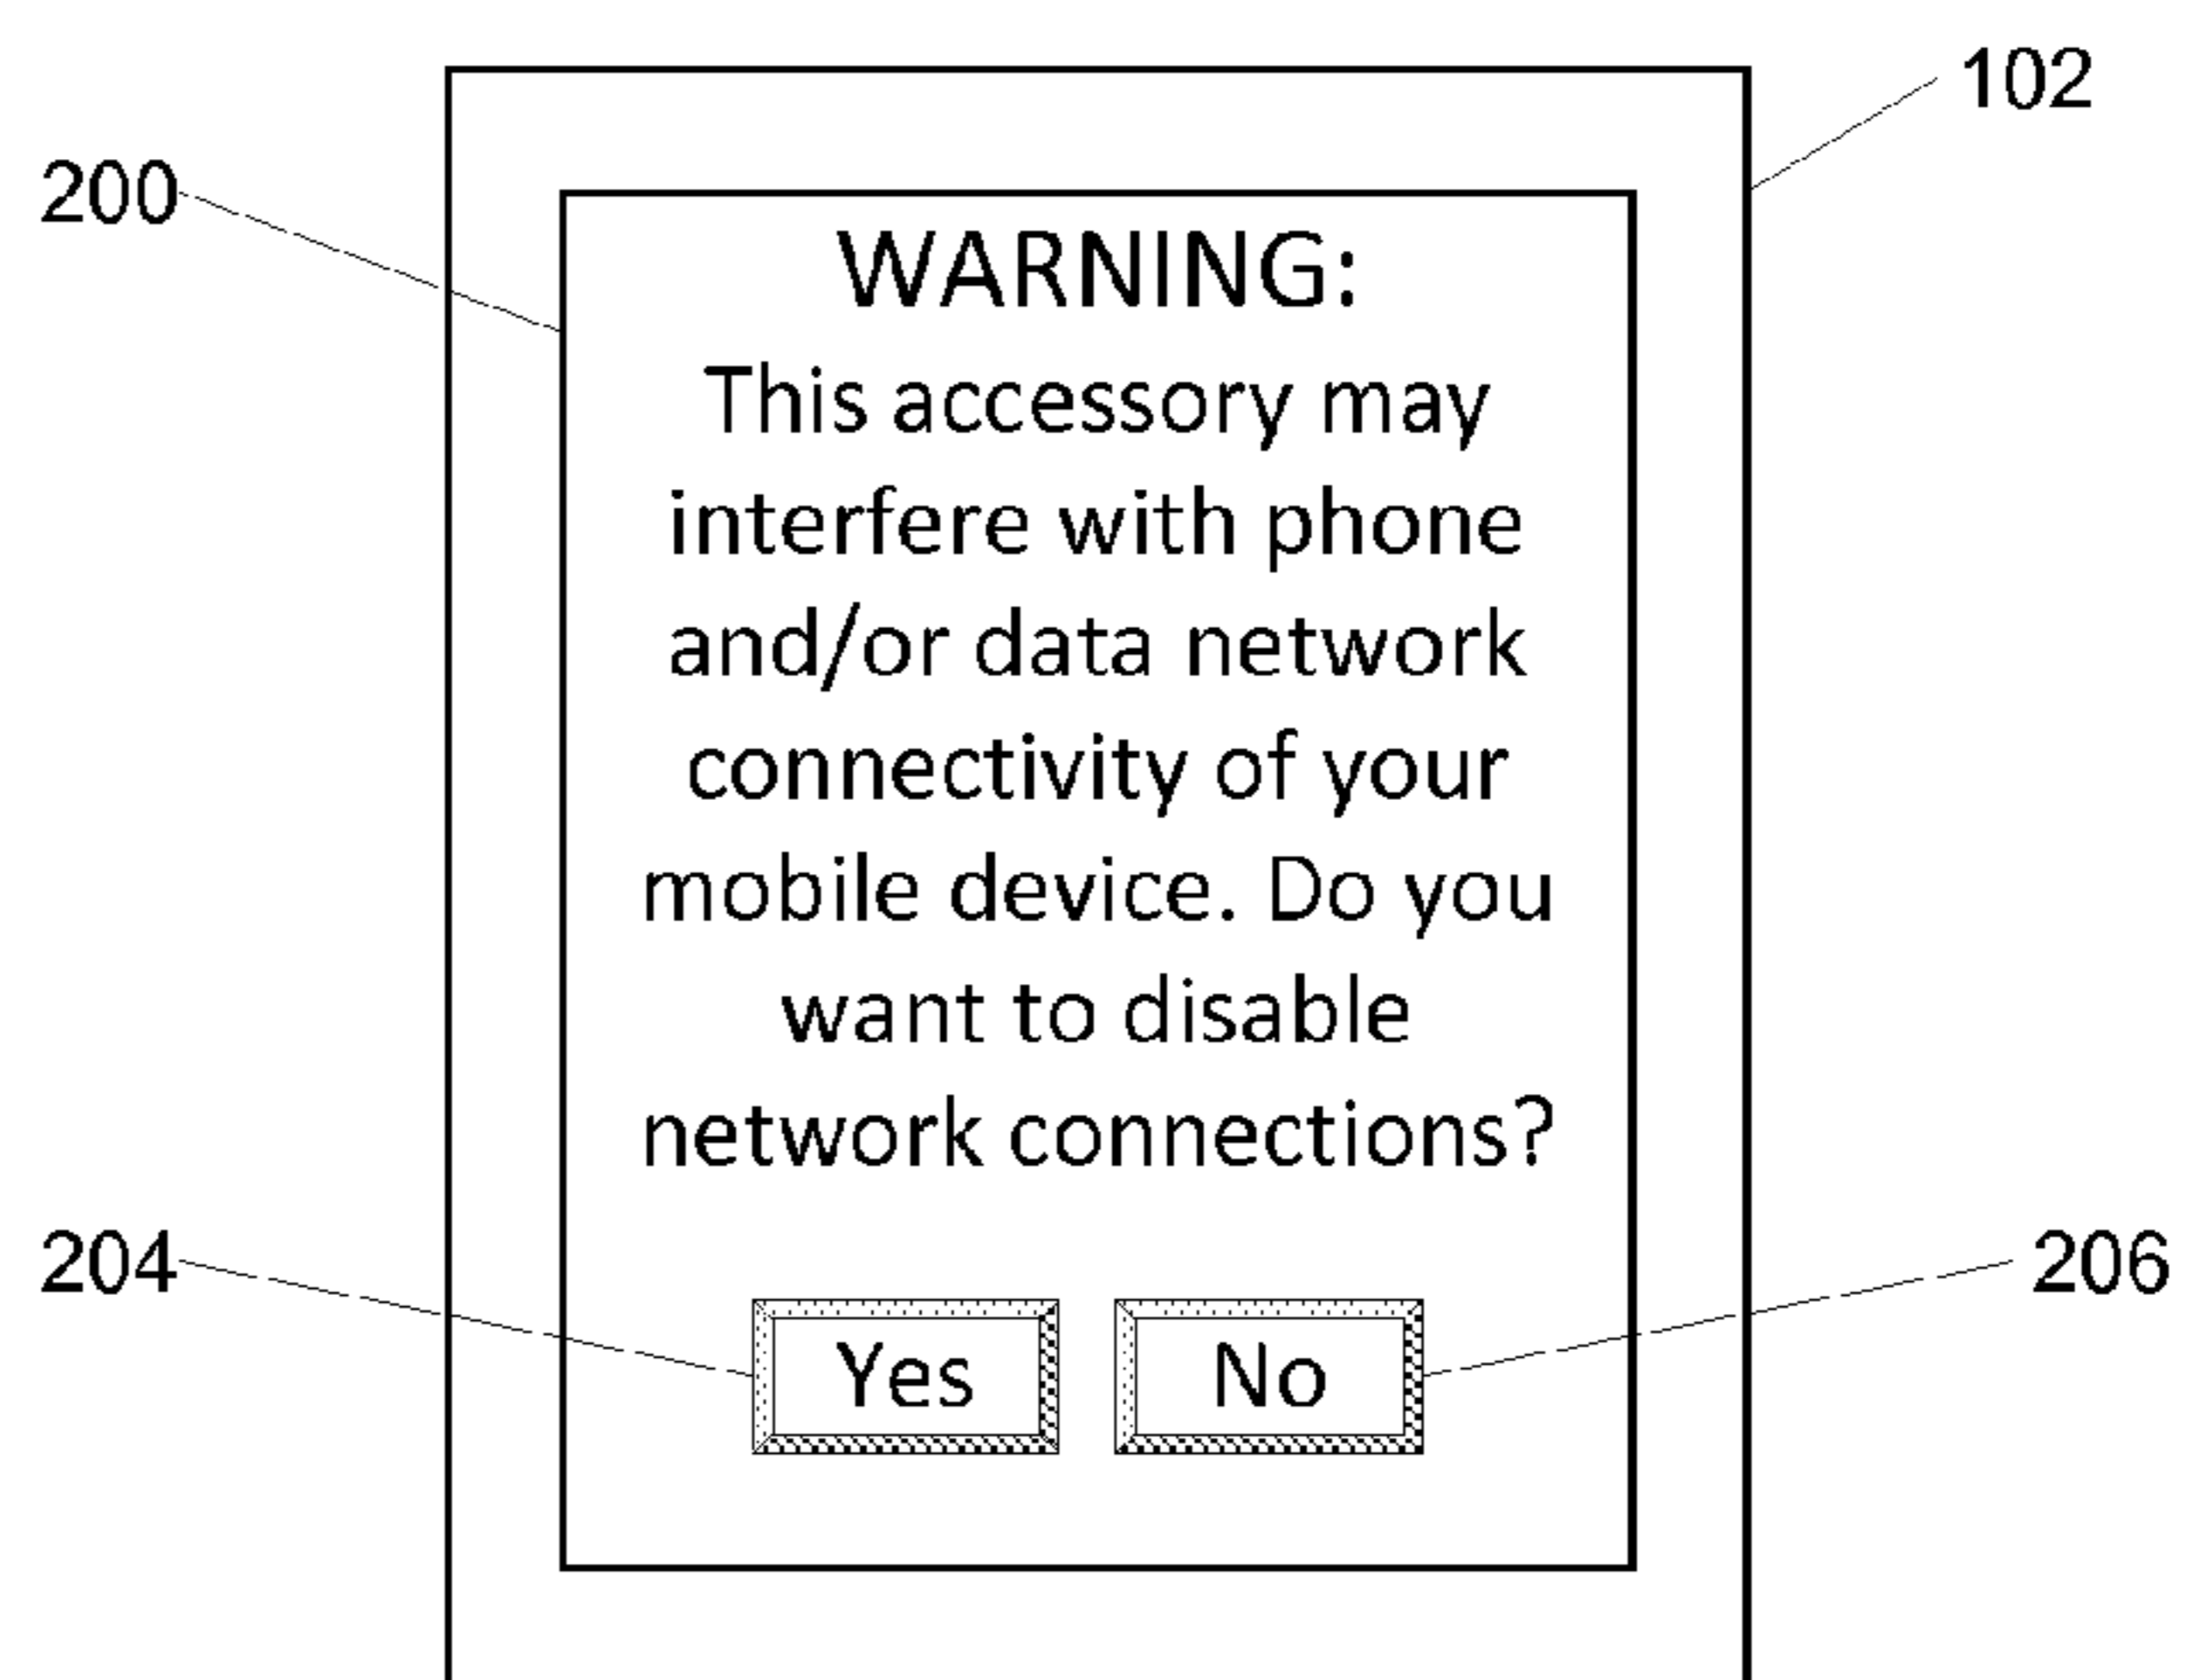 102
200
WARNING:
This accessory may
interfere with phone
and/or data network
connectivity of your
mobile device. Do you
want to disable
network connections?
204
206
Yes
No